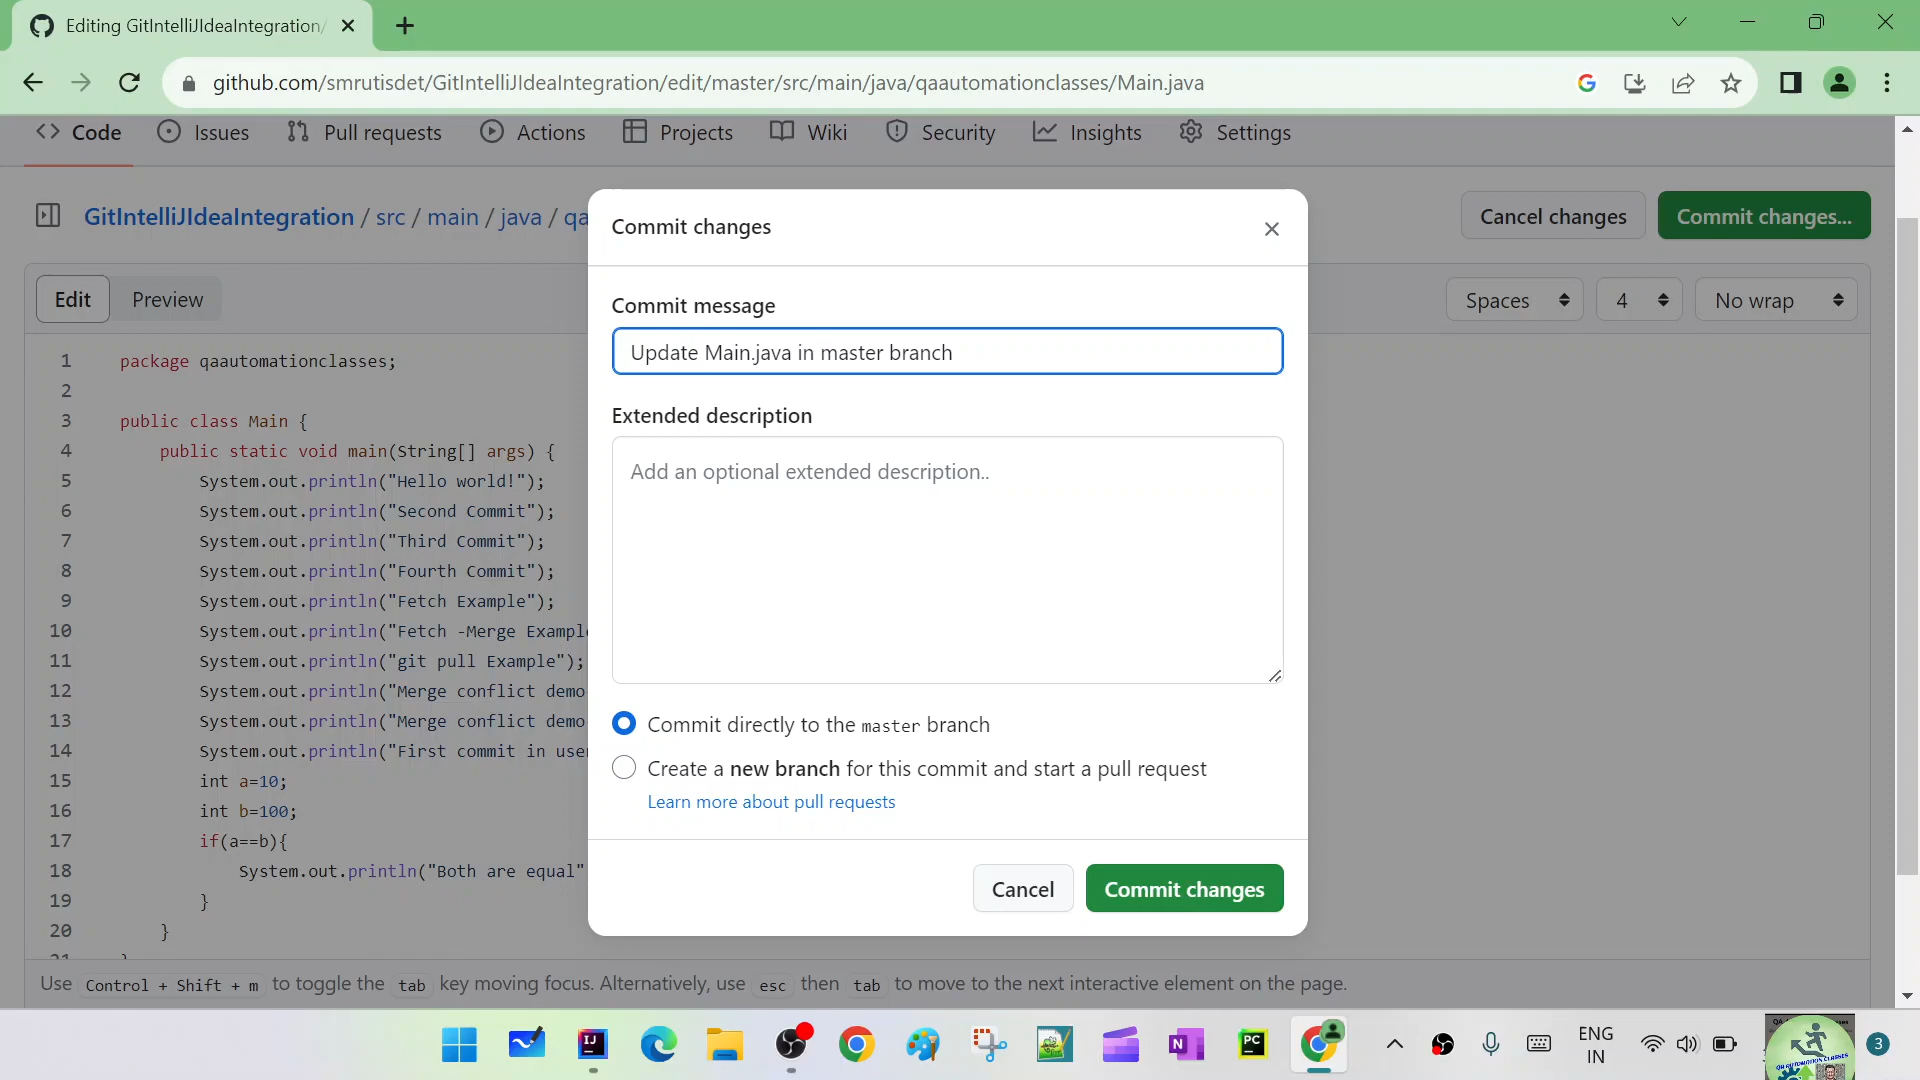 Editing GitIntelliJIdeaIntegration/
github.com/smrutisdet/GitIntelliJIdeaIntegration/edit/master/src/main/java/qaautomationclasses/Main.java
Code Issues Pull requests Actions Projects Wiki Security Insights Settings
GitIntelliJIdeaIntegration / src / main / java / qa
Cancel changes Commit changes...
Edit Preview
Spaces 4 No wrap
1 package qaautomationclasses;
2
3 public class Main {
4 public static void main(String[] args) {
5 System.out.println("Hello world!");
6 System.out.println("Second Commit");
7 System.out.println("Third Commit");
8 System.out.println("Fourth Commit");
9 System.out.println("Fetch Example");
10 System.out.println("Fetch -Merge Example
11 System.out.println("git pull Example");
12 System.out.println("Merge conflict demo
13 System.out.println("Merge conflict demo
14 System.out.println("First commit in user
15 int a=10;
16 int b=100;
17 if(a==b){
18 System.out.println("Both are equal"
19 }
20 }
21 }
Commit changes
Commit message
Update Main.java in master branch
Extended description
Add an optional extended description..
Commit directly to the master branch
Create a new branch for this commit and start a pull request
Learn more about pull requests
Cancel Commit changes
Use Control + Shift + m to toggle the tab key moving focus. Alternatively, use esc then tab to move to the next interactive element on the page.
ENG
IN
3